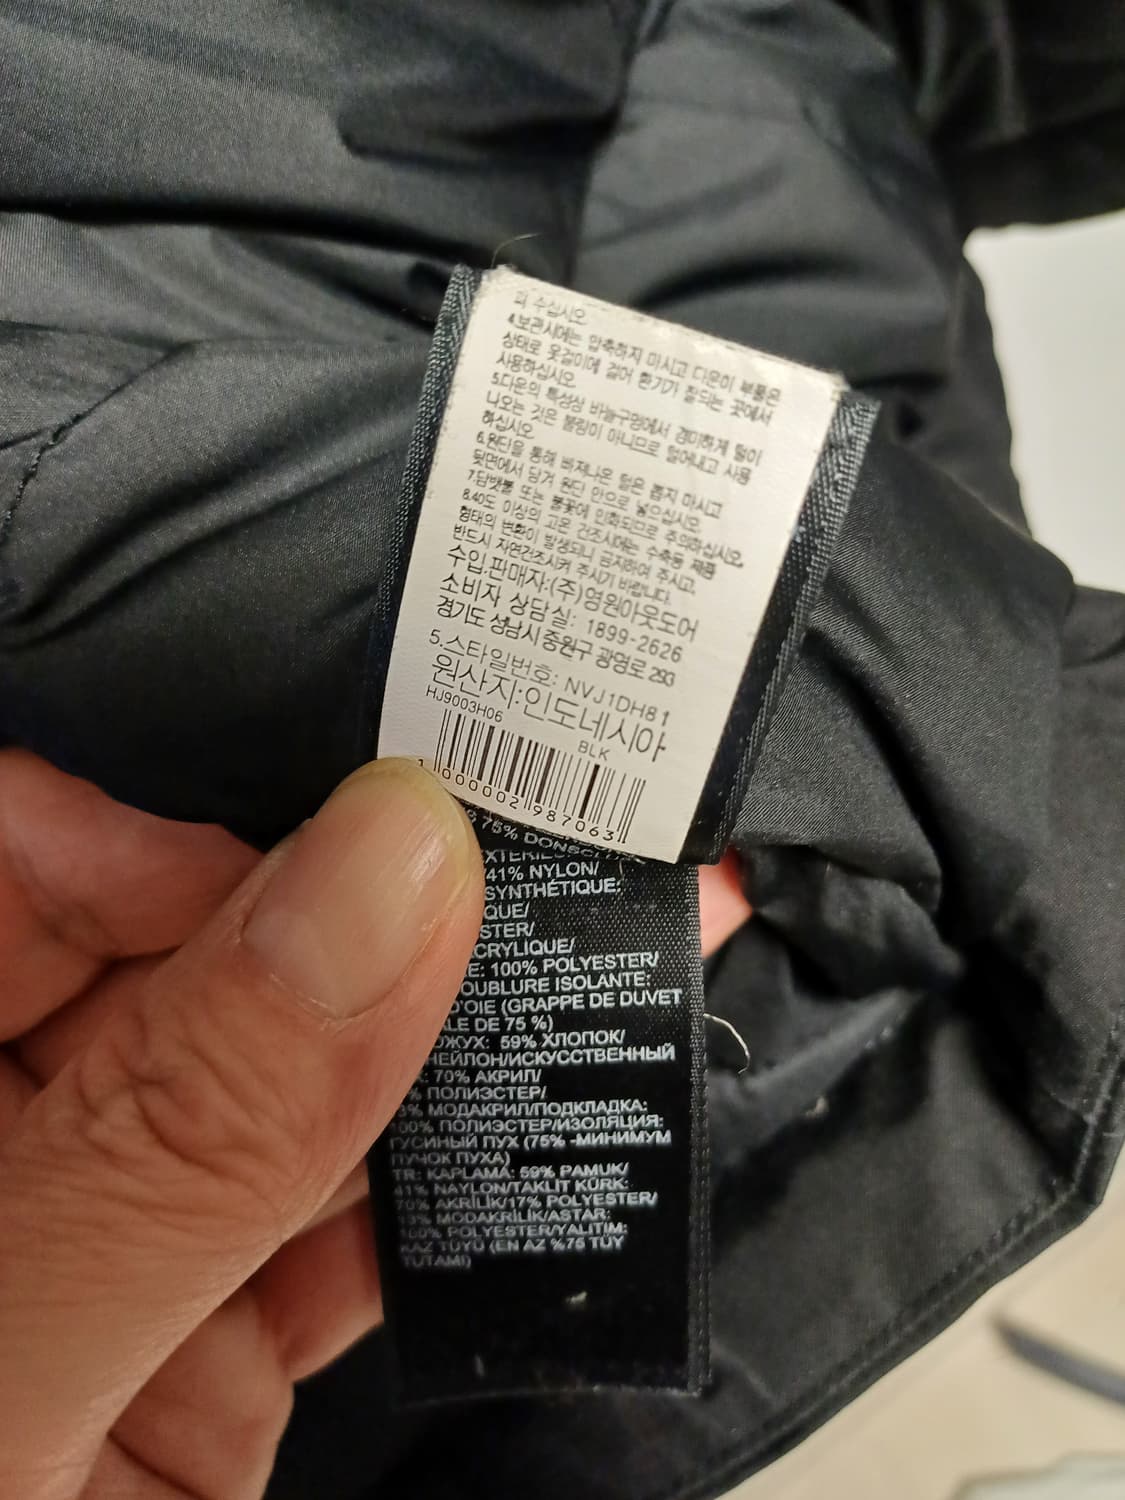 퍼 수십시오
4.보관시에는 압축하지 마시고 다운이 부풀은
상태로 옷걸이에 걸어 환기가 잘되는 곳에서
사용하십시오
5.다운의 특성상 바늘구멍에서 경미하게 털이
나오는 것은 불량이 아니므로 털어내고 사용
하십시오
6.원단을 통해 빠져나온 털은 뽑지 마시고
뒷면에서 당겨 원단 안으로 넣으십시오
7.담뱃불 또는 불꽃에 인화되므로 주의하십시오.
8.40도 이상의 고온 건조시에는 수축등 제품
형태의 변화가 발생되니 금지하여 주시고,
반드시 자연건조시켜 주시기 바랍니다.
수입,판매자:(주)영원아웃도어
소비자 상담실: 1899-2626
경기도 성남시 중원구 광명로 293
5.스타일번호: NVJ1DH81
원산지:인도네시아
HJ9003H06 BLK
1 000002 987063
75% DONSCL
41% NYLON/
SYNTHÉTIQUE:
QUE/
STER/
CRYLIQUE/
E: 100% POLYESTER/
OUBLURE ISOLANTE:
D'OIE (GRAPPE DE DUVET
LE DE 75 %)
ОЖУХ: 59% ХЛОПОК/
НЕЙЛОН/ИСКУССТВЕННЫЙ
: 70% АКРИЛ/
% ПОЛИЭСТЕР/
3% МОДАКРИЛ/ПОДКЛАДКА:
100% ПОЛИЭСТЕР/ИЗОЛЯЦИЯ:
ГУСИНЫЙ ПУХ (75% -МИНИМУМ
ПУЧОК ПУХА)
TR: KAPLAMA: 59% PAMUK/
41% NAYLON/TAKLIT KÜRK:
70% AKRİLİK/17% POLYESTER/
13% MODAKRİLİK/ASTAR:
100% POLYESTER/YALITIM:
KAZ TÜYÜ (EN AZ %75 TÜY
TUTAMI)